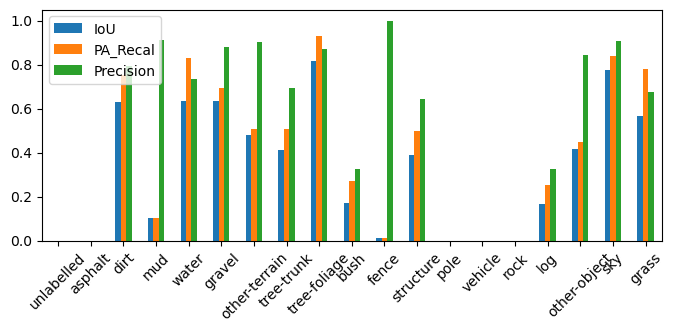 IoU
PA_Recal
Precision
1.0
0.8
0.6
0.4
0.2
0.0
unlabelled
asphalt
dirt
mud
water
gravel
other-terrain
tree-trunk
tree-foliage
bush
fence
structure
pole
vehicle
rock
log
other-object
sky
grass